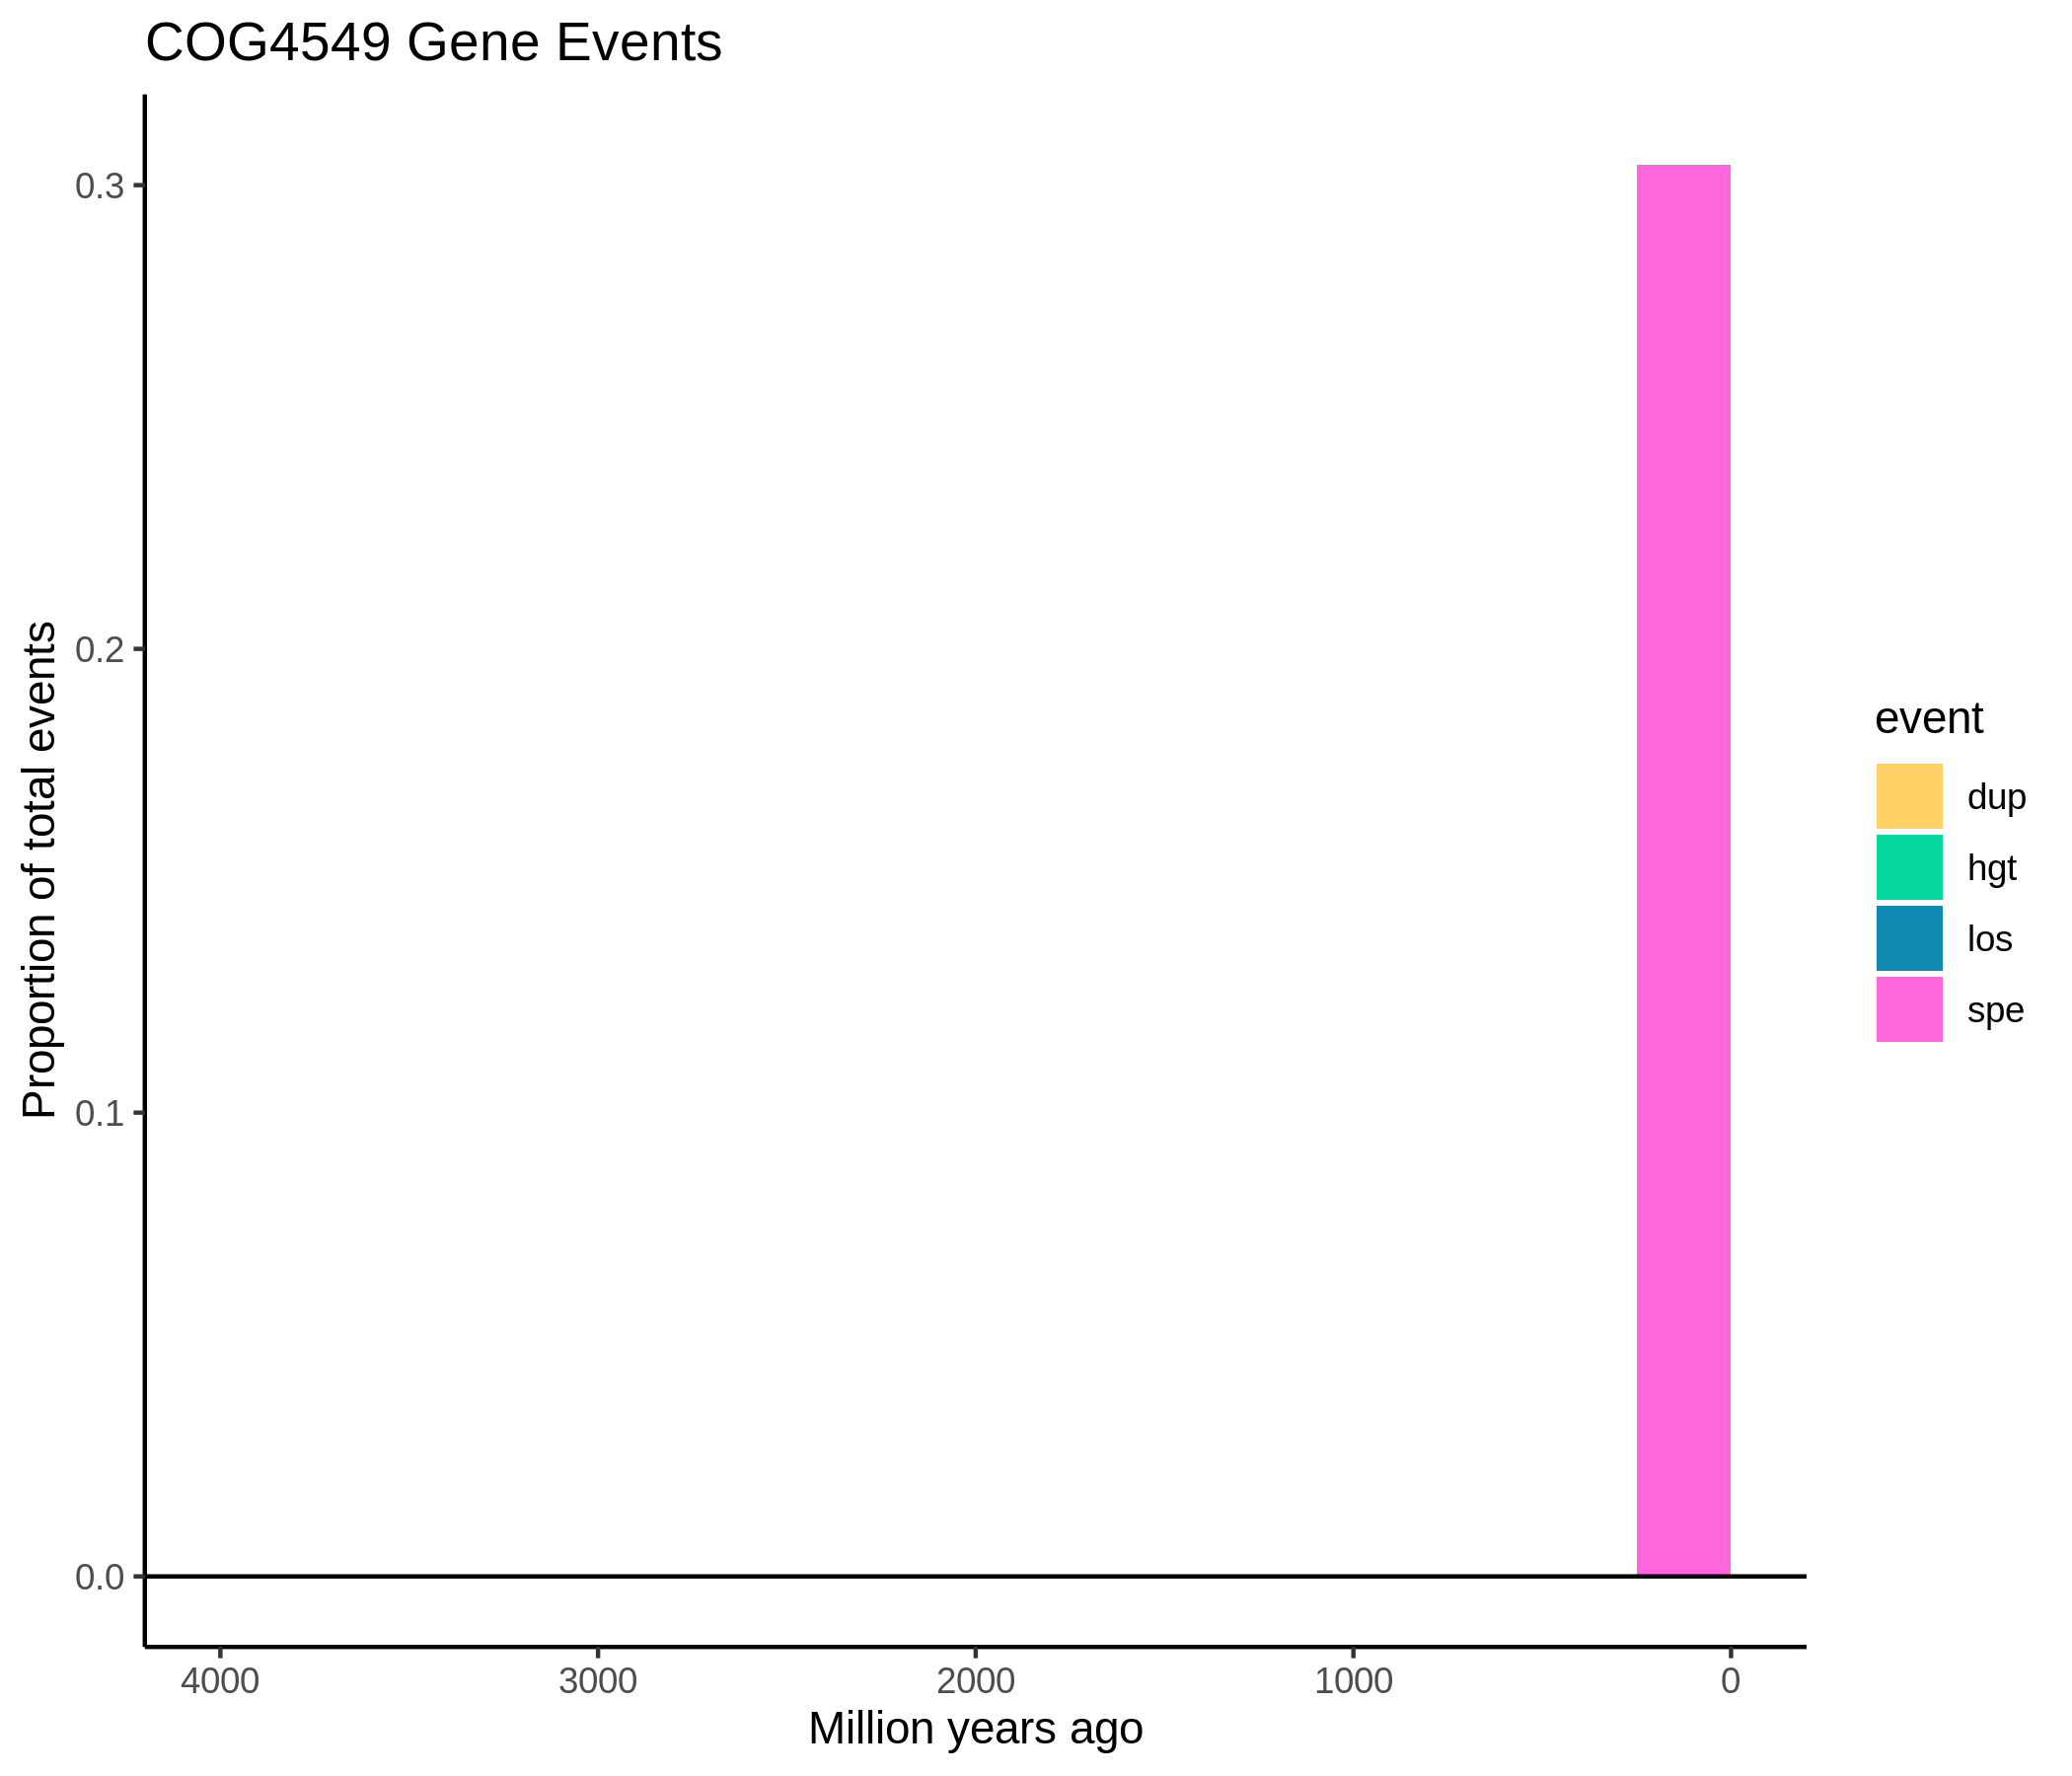 COG4549 Gene Events
Proportion of total events
0.3
0.2
0.1
0.0
4000
3000
2000
1000
0
Million years ago
event
dup
hgt
los
spe